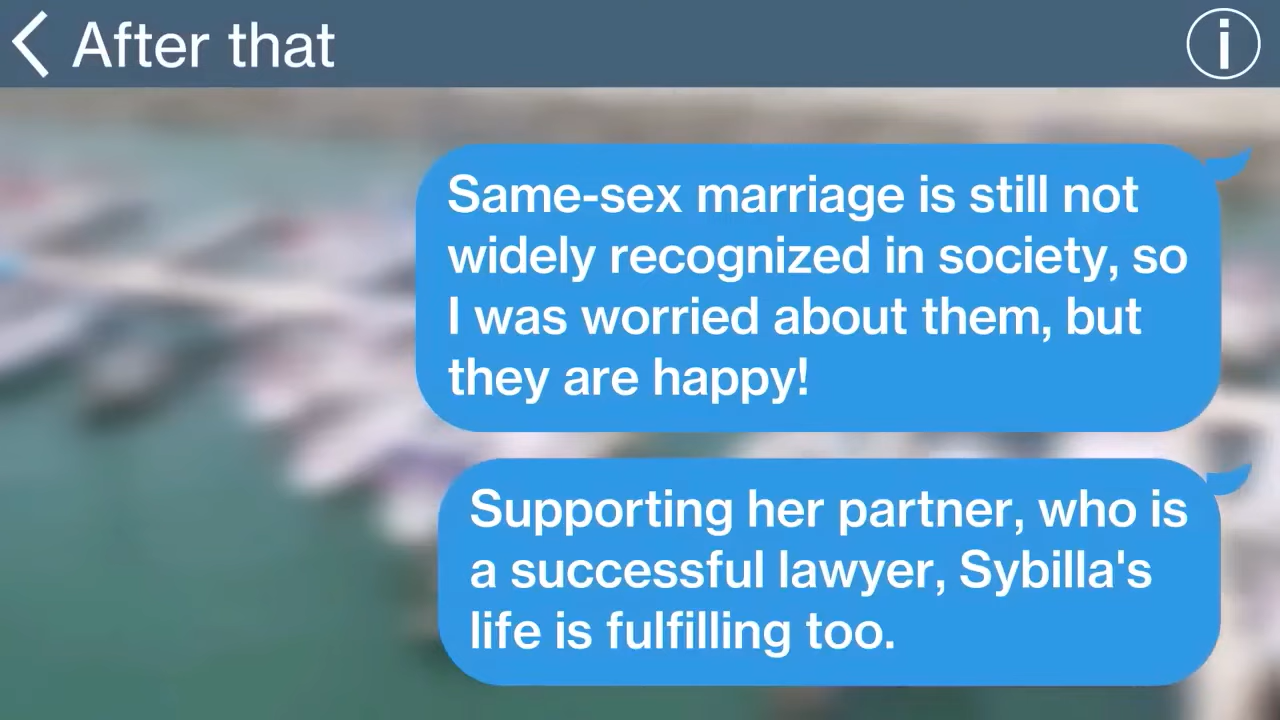 After that
Same-sex marriage is still not
widely recognized in society, so
I was worried about them, but
they are happy!
Supporting her partner, who is
a successful lawyer, Sybilla's
life is fulfilling too.